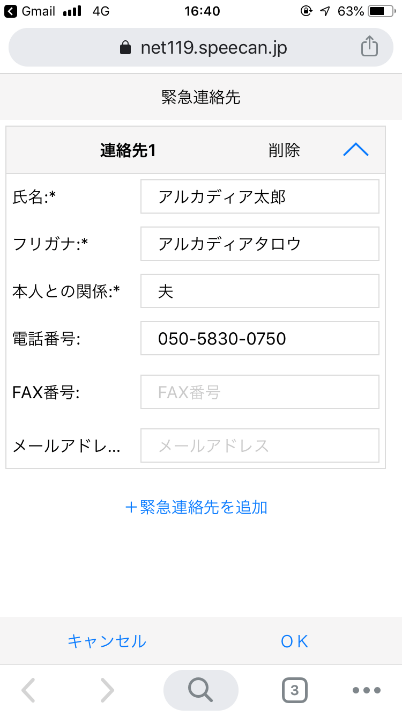 Gmail 4G 16:40 63%
net119.speecan.jp
緊急連絡先
連絡先1 削除
氏名:* アルカディア太郎
フリガナ:* アルカディアタロウ
本人との関係:* 夫
電話番号: 050-5830-0750
FAX番号: FAX番号
メールアドレ... メールアドレス
＋緊急連絡先を追加
キャンセル OK
3